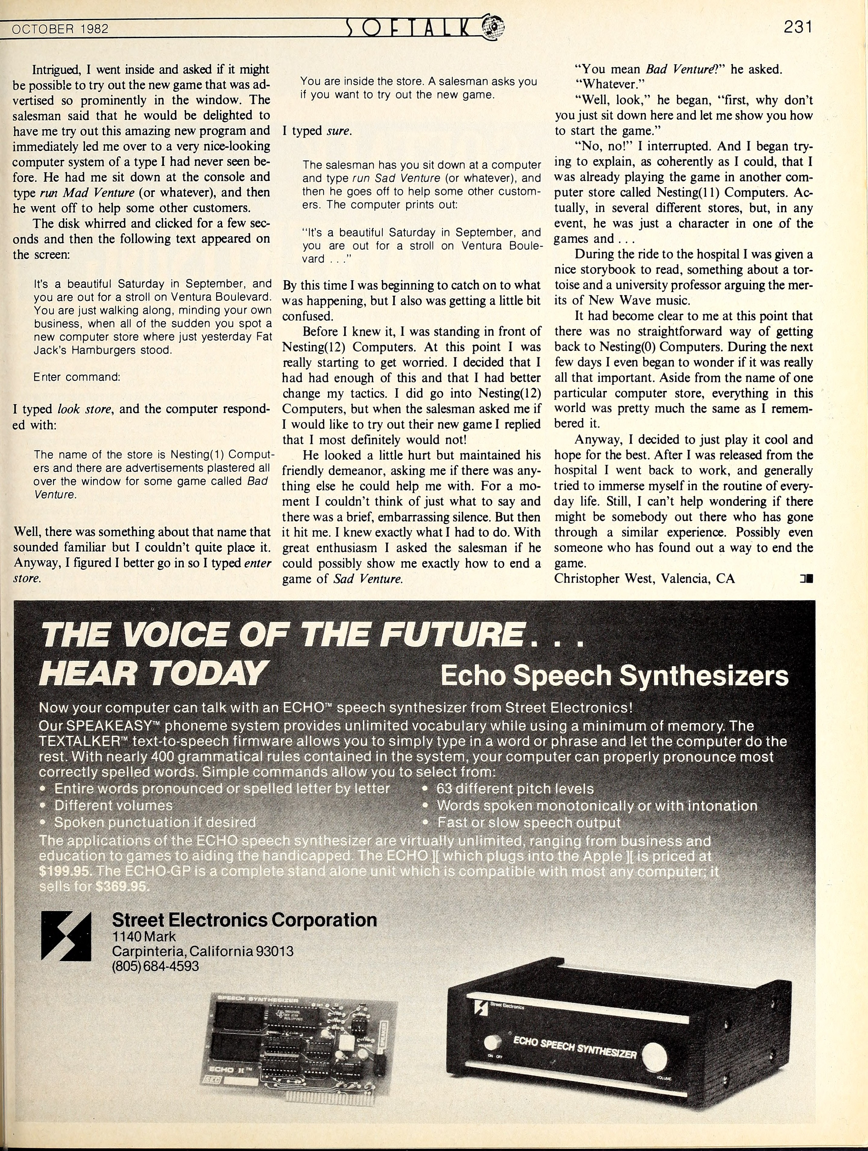 OCTOBER 1982
SOFTALK
231
Intrigued, I went inside and asked if it might
be possible to try out the new game that was ad-
vertised so prominently in the window. The
salesman said that he would be delighted to
have me try out this amazing new program and
immediately led me over to a very nice-looking
computer system of a type I had never seen be-
fore. He had me sit down at the console and
type run Mad Venture (or whatever), and then
he went off to help some other customers.
The disk whirred and clicked for a few sec-
onds and then the following text appeared on
the screen:
It's a beautiful Saturday in September, and
you are out for a stroll on Ventura Boulevard.
You are just walking along, minding your own
business, when all of the sudden you spot a
new computer store where just yesterday Fat
Jack's Hamburgers stood.
Enter command:
I typed look store, and the computer respond-
ed with:
The name of the store is Nesting(1) Comput-
ers and there are advertisements plastered all
over the window for some game called Bad
Venture.
Well, there was something about that name that
sounded familiar but I couldn't quite place it.
Anyway, I figured I better go in so I typed enter
store.
You are inside the store. A salesman asks you
if you want to try out the new game.
I typed sure.
The salesman has you sit down at a computer
and type run Sad Venture (or whatever), and
then he goes off to help some other custom-
ers. The computer prints out:
"It's a beautiful Saturday in September, and
you are out for a stroll on Ventura Boule-
vard . . ."
By this time I was beginning to catch on to what
was happening, but I also was getting a little bit
confused.
Before I knew it, I was standing in front of
Nesting(12) Computers. At this point I was
really starting to get worried. I decided that I
had had enough of this and that I had better
change my tactics. I did go into Nesting(12)
Computers, but when the salesman asked me if
I would like to try out their new game I replied
that I most definitely would not!
He looked a little hurt but maintained his
friendly demeanor, asking me if there was any-
thing else he could help me with. For a mo-
ment I couldn't think of just what to say and
there was a brief, embarrassing silence. But then
it hit me. I knew exactly what I had to do. With
great enthusiasm I asked the salesman if he
could possibly show me exactly how to end a
game of Sad Venture.
"You mean Bad Venture?" he asked.
"Whatever."
"Well, look," he began, "first, why don't
you just sit down here and let me show you how
to start the game."
"No, no!" I interrupted. And I began try-
ing to explain, as coherently as I could, that I
was already playing the game in another com-
puter store called Nesting(11) Computers. Ac-
tually, in several different stores, but, in any
event, he was just a character in one of the
games and . . .
During the ride to the hospital I was given a
nice storybook to read, something about a tor-
toise and a university professor arguing the mer-
its of New Wave music.
It had become clear to me at this point that
there was no straightforward way of getting
back to Nesting(0) Computers. During the next
few days I even began to wonder if it was really
all that important. Aside from the name of one
particular computer store, everything in this
world was pretty much the same as I remem-
bered it.
Anyway, I decided to just play it cool and
hope for the best. After I was released from the
hospital I went back to work, and generally
tried to immerse myself in the routine of every-
day life. Still, I can't help wondering if there
might be somebody out there who has gone
through a similar experience. Possibly even
someone who has found out a way to end the
game.
Christopher West, Valencia, CA
THE VOICE OF THE FUTURE . . .
HEAR TODAY
Echo Speech Synthesizers
Now your computer can talk with an ECHO™ speech synthesizer from Street Electronics!
Our SPEAKEASY™ phoneme system provides unlimited vocabulary while using a minimum of memory. The
TEXTALKER™ text-to-speech firmware allows you to simply type in a word or phrase and let the computer do the
rest. With nearly 400 grammatical rules contained in the system, your computer can properly pronounce most
correctly spelled words. Simple commands allow you to select from:
• Entire words pronounced or spelled letter by letter
• Different volumes
• Spoken punctuation if desired
• 63 different pitch levels
• Words spoken monotonically or with intonation
• Fast or slow speech output
The applications of the ECHO speech synthesizer are virtually unlimited, ranging from business and
education to games to aiding the handicapped. The ECHO ][ which plugs into the Apple ][ is priced at
$199.95. The ECHO-GP is a complete stand alone unit which is compatible with most any computer; it
sells for $369.95.
Street Electronics Corporation
1140 Mark
Carpinteria, California 93013
(805) 684-4593
SPEECH SYNTHESIZER
SPEAKER
ECHO ][™
Street Electronics
ECHO SPEECH SYNTHESIZER
ON OFF
VOLUME